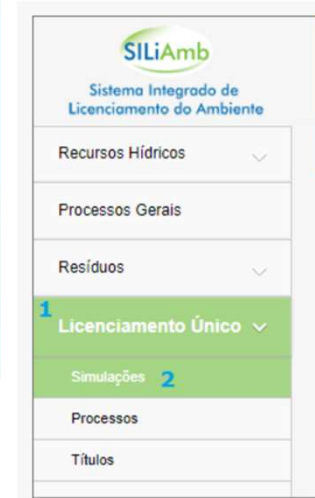 SILiAmb
Sistema Integrado de
Licenciamento do Ambiente
Recursos Hídricos
Processos Gerais
Resíduos
1
Licenciamento Único
Simulações 2
Processos
Títulos